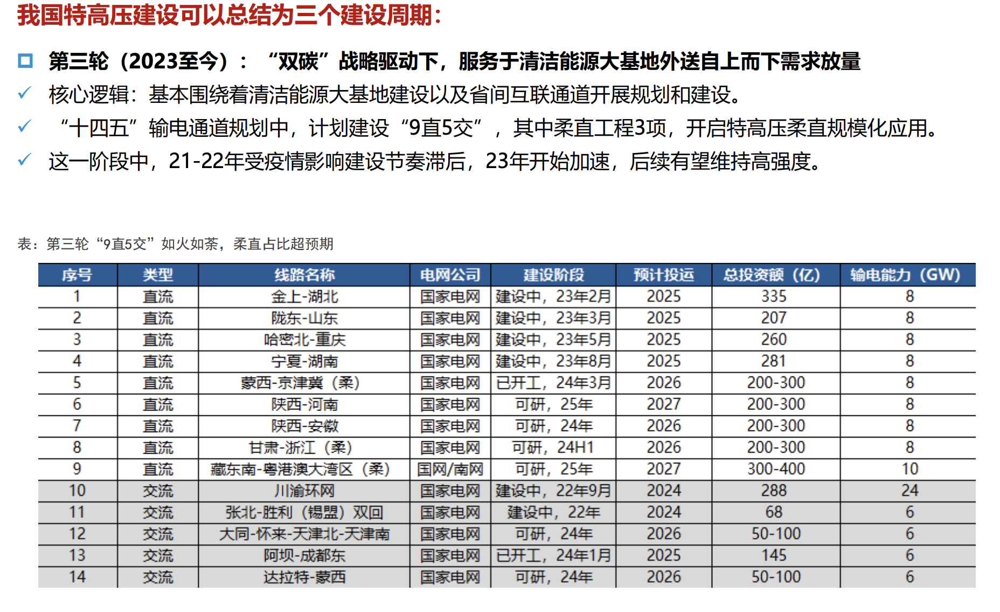 我国特高压建设可以总结为三个建设周期：
第三轮（2023至今）：“双碳”战略驱动下，服务于清洁能源大基地外送自上而下需求放量
核心逻辑：基本围绕着清洁能源大基地建设以及省间互联通道开展规划和建设。
“十四五”输电通道规划中，计划建设“9直5交”，其中柔直工程3项，开启特高压柔直规模化应用。
这一阶段中，21-22年受疫情影响建设节奏滞后，23年开始加速，后续有望维持高强度。
表：第三轮“9直5交”如火如荼，柔直占比超预期
序号 类型 线路名称 电网公司 建设阶段 预计投运 总投资额（亿） 输电能力（GW）
1 直流 金上-湖北 国家电网 建设中，23年2月 2025 335 8
2 直流 陇东-山东 国家电网 建设中，23年3月 2025 207 8
3 直流 哈密北-重庆 国家电网 建设中，23年5月 2025 260 8
4 直流 宁夏-湖南 国家电网 建设中，23年8月 2025 281 8
5 直流 蒙西-京津冀（柔） 国家电网 已开工，24年3月 2026 200-300 8
6 直流 陕西-河南 国家电网 可研，25年 2027 200-300 8
7 直流 陕西-安徽 国家电网 可研，24年 2026 200-300 8
8 直流 甘肃-浙江（柔） 国家电网 可研，24H1 2026 200-300 8
9 直流 藏东南-粤港澳大湾区（柔） 国网/南网 可研，25年 2027 300-400 10
10 交流 川渝环网 国家电网 建设中，22年9月 2024 288 24
11 交流 张北-胜利（锡盟）双回 国家电网 建设中，22年 2024 68 6
12 交流 大同-怀来-天津北-天津南 国家电网 可研，24年 2026 50-100 6
13 交流 阿坝-成都东 国家电网 已开工，24年1月 2025 145 6
14 交流 达拉特-蒙西 国家电网 可研，24年 2026 50-100 6